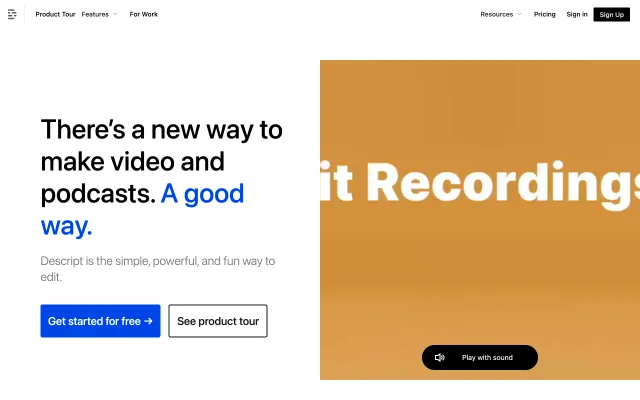 Product Tour Features For Work Resources Pricing Sign in Sign Up
There's a new way to
make video and
podcasts. A good
way.
Descript is the simple, powerful, and fun way to
edit.
Get started for free → See product tour
it Recordings
Play with sound